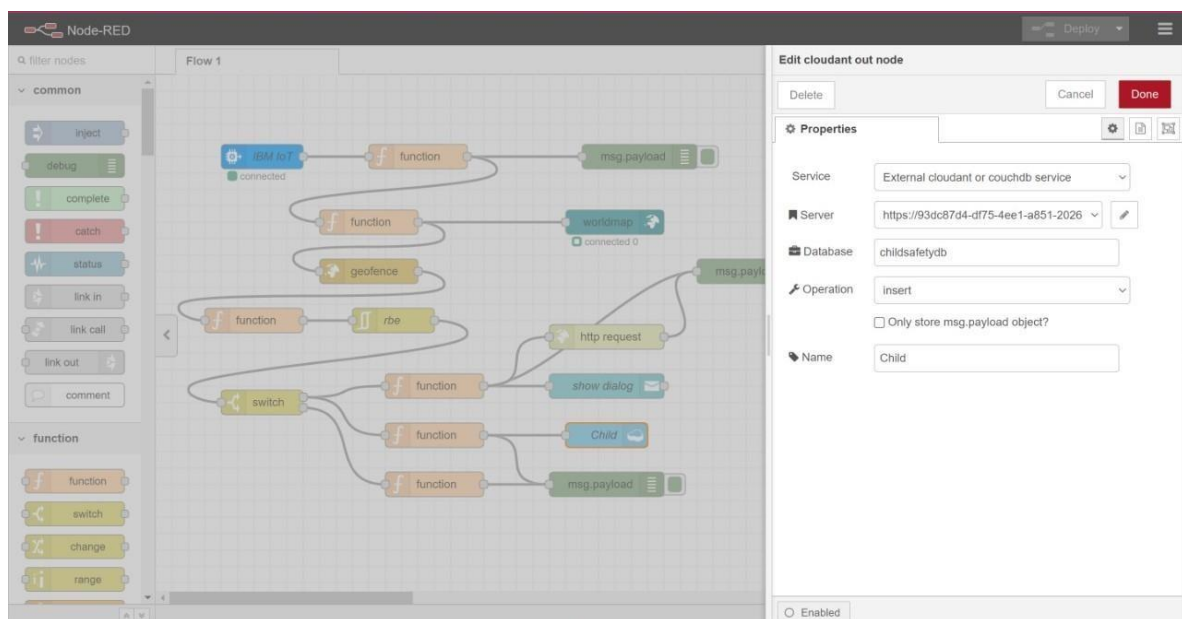 Node-RED
Deploy
filter nodes
Flow 1
Edit cloudant out node
common
Delete
Cancel
Done
inject
debug
complete
catch
status
link in
link call
link out
comment
function
function
switch
change
range
IBM IoT
connected
function
msg.payload
function
worldmap
connected 0
geofence
msg.paylo
function
rbe
http request
function
show dialog
switch
function
Child
function
msg.payload
Properties
Service
External cloudant or couchdb service
Server
https://93dc87d4-df75-4ee1-a851-2026
Database
childsafetydb
Operation
insert
Only store msg.payload object?
Name
Child
Enabled